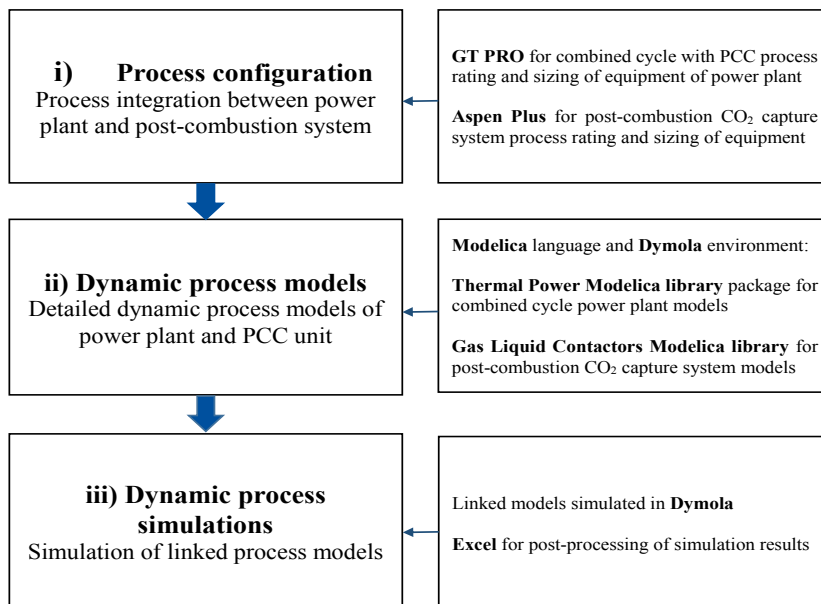 i) Process configuration
Process integration between power
plant and post-combustion system
GT PRO for combined cycle with PCC process
rating and sizing of equipment of power plant
Aspen Plus for post-combustion CO₂ capture
system process rating and sizing of equipment
ii) Dynamic process models
Detailed dynamic process models of
power plant and PCC unit
Modelica language and Dymola environment:
Thermal Power Modelica library package for
combined cycle power plant models
Gas Liquid Contactors Modelica library for
post-combustion CO₂ capture system models
iii) Dynamic process
simulations
Simulation of linked process models
Linked models simulated in Dymola
Excel for post-processing of simulation results